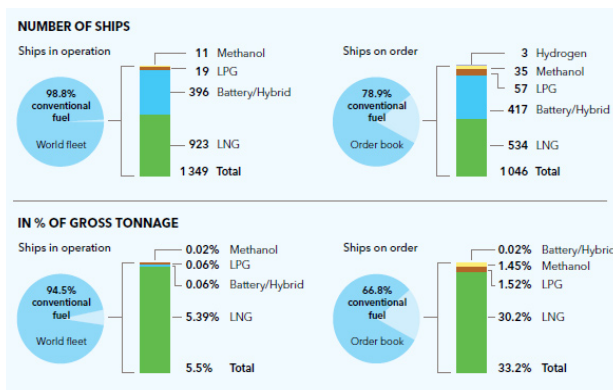 NUMBER OF SHIPS
Ships in operation
98.8%
conventional
fuel
World fleet
11 Methanol
19 LPG
396 Battery/Hybrid
923 LNG
1 349 Total
Ships on order
78.9%
conventional
fuel
Order book
3 Hydrogen
35 Methanol
57 LPG
417 Battery/Hybrid
534 LNG
1 046 Total
IN % OF GROSS TONNAGE
Ships in operation
94.5%
conventional
fuel
World fleet
0.02% Methanol
0.06% LPG
0.06% Battery/Hybrid
5.39% LNG
5.5% Total
Ships on order
66.8%
conventional
fuel
Order book
0.02% Battery/Hybrid
1.45% Methanol
1.52% LPG
30.2% LNG
33.2% Total